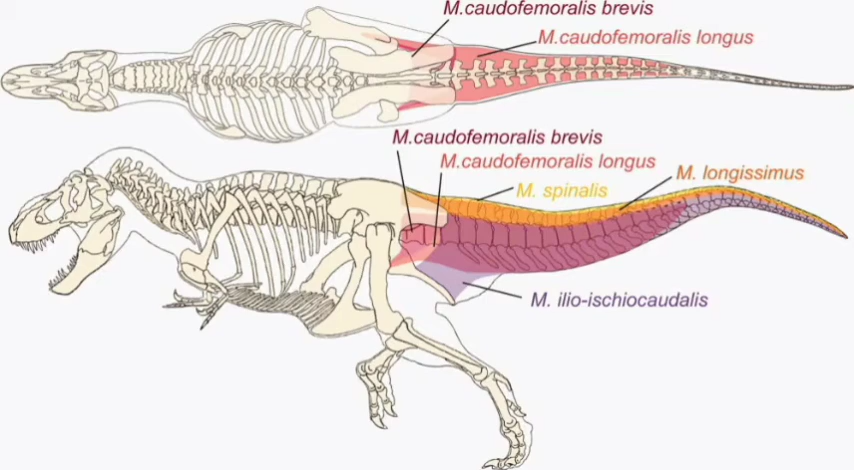 M.caudofemoralis brevis
M.caudofemoralis longus
M.caudofemoralis brevis
M.caudofemoralis longus
M. longissimus
M. spinalis
M. ilio-ischiocaudalis